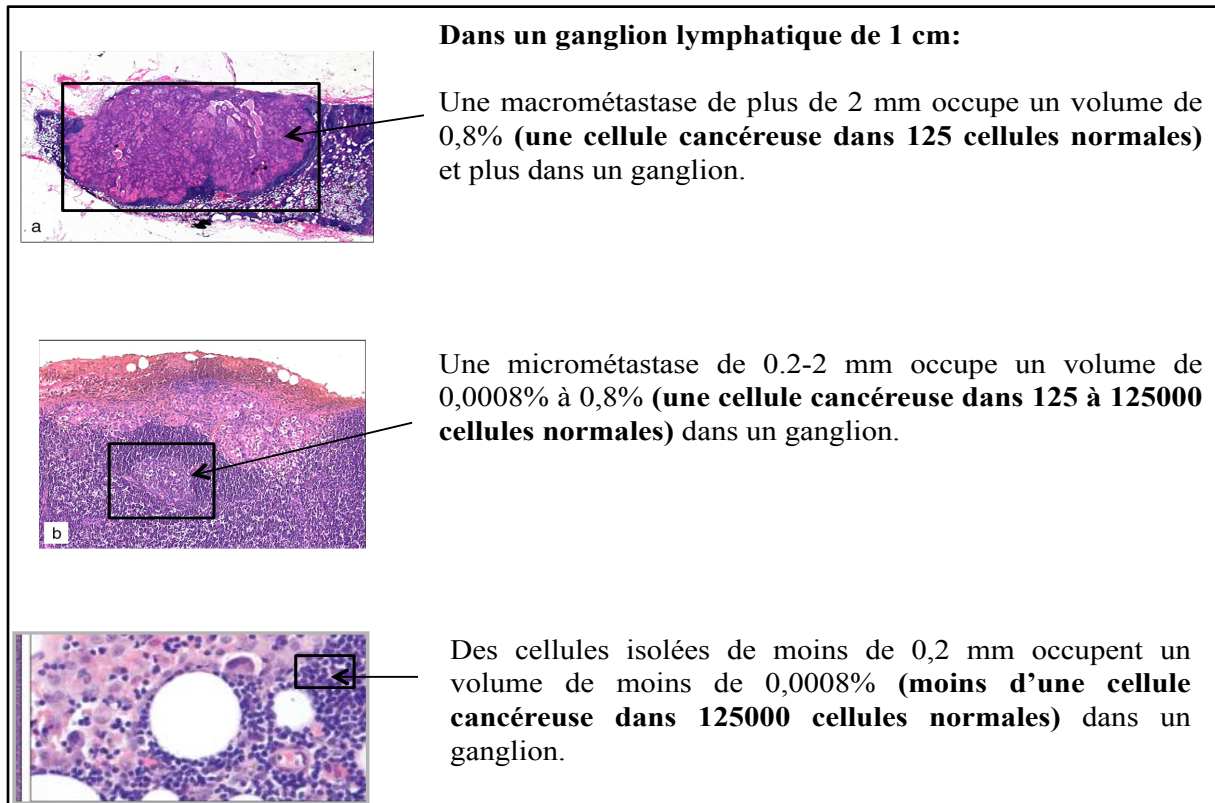 Dans un ganglion lymphatique de 1 cm:
Une macrométastase de plus de 2 mm occupe un volume de
0,8% (une cellule cancéreuse dans 125 cellules normales)
et plus dans un ganglion.
a
Une micrométastase de 0.2-2 mm occupe un volume de
0,0008% à 0,8% (une cellule cancéreuse dans 125 à 125000
cellules normales) dans un ganglion.
b
Des cellules isolées de moins de 0,2 mm occupent un
volume de moins de 0,0008% (moins d’une cellule
cancéreuse dans 125000 cellules normales) dans un
ganglion.